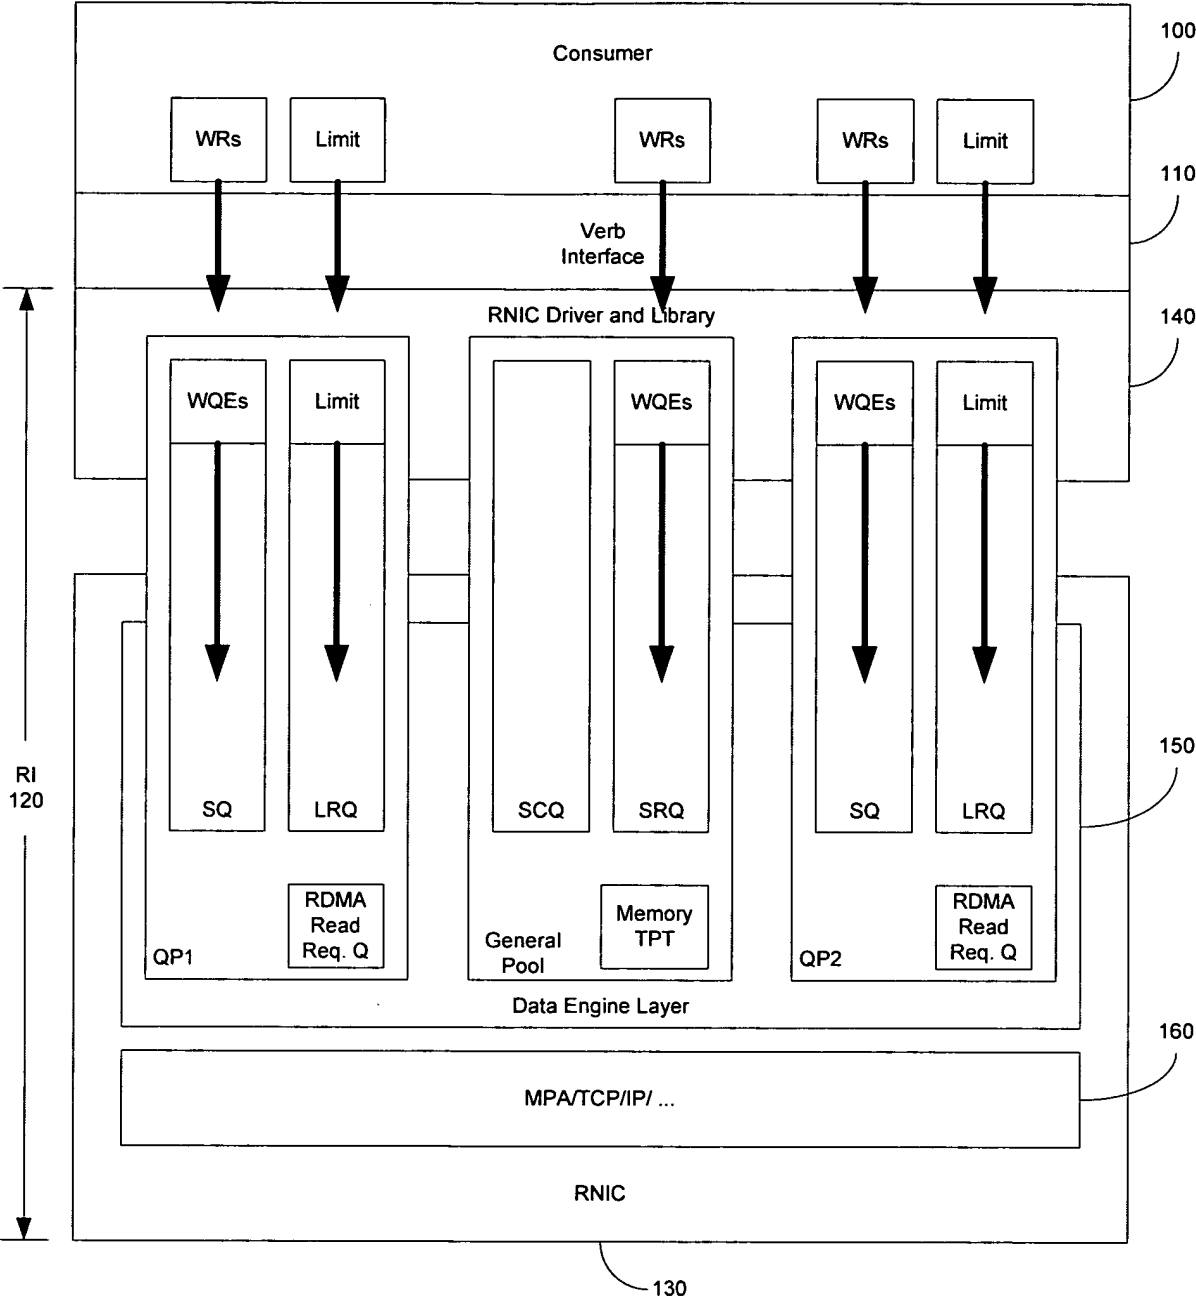 100
Consumer
WRs
Limit
WRs
WRs
Limit
110
Verb
Interface
RNIC Driver and Library
140
WQEs
Limit
WQEs
WQEs
Limit
RI
120
150
SQ
LRQ
SCQ
SRQ
SQ
LRQ
RDMA
Read
Req. Q
QP1
General
Pool
Memory
TPT
RDMA
Read
Req. Q
QP2
Data Engine Layer
160
MPA/TCP/IP/ ...
RNIC
130